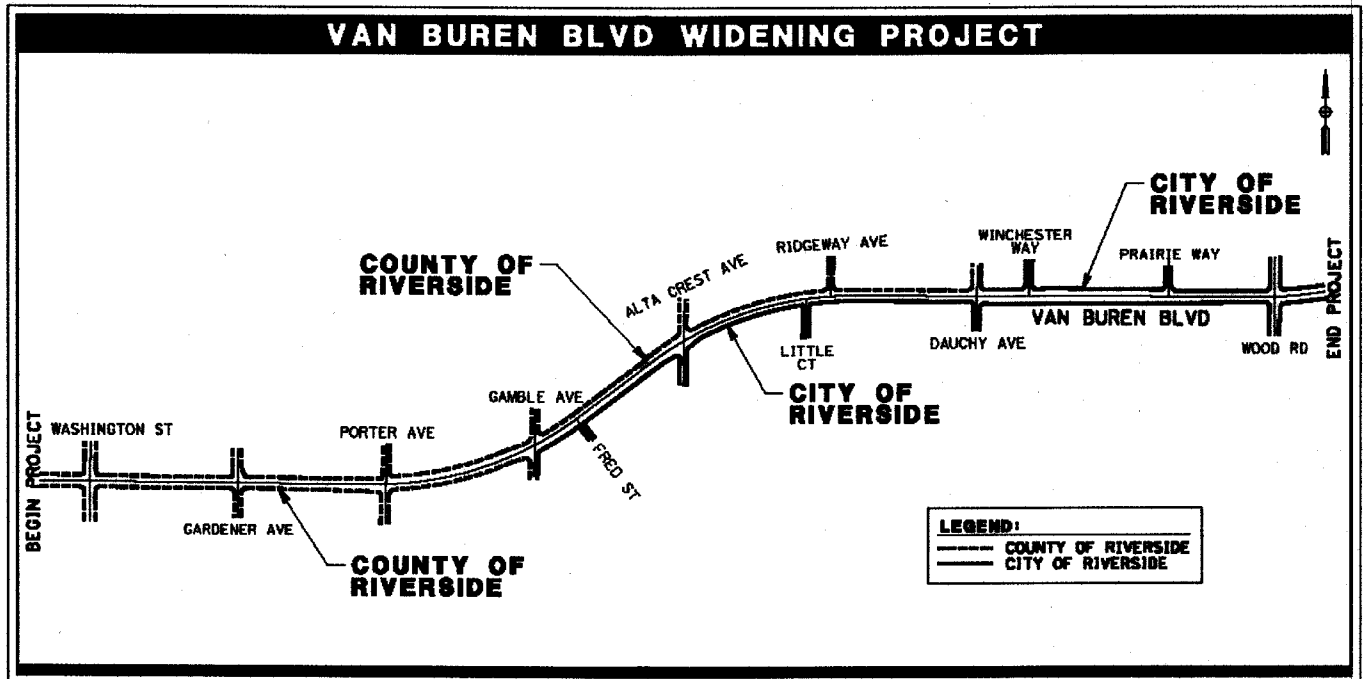 VAN BUREN BLVD WIDENING PROJECT
CITY OF
RIVERSIDE
WINCHESTER
WAY
RIDGEWAY AVE
PRAIRIE WAY
COUNTY OF
RIVERSIDE
ALTA CREST AVE
VAN BUREN BLVD
END PROJECT
LITTLE
CT
DAUCHY AVE
WOOD RD
CITY OF
RIVERSIDE
GAMBLE AVE
BEGIN PROJECT
WASHINGTON ST
PORTER AVE
FRED ST
GARDENER AVE
COUNTY OF
RIVERSIDE
LEGEND:
COUNTY OF RIVERSIDE
CITY OF RIVERSIDE